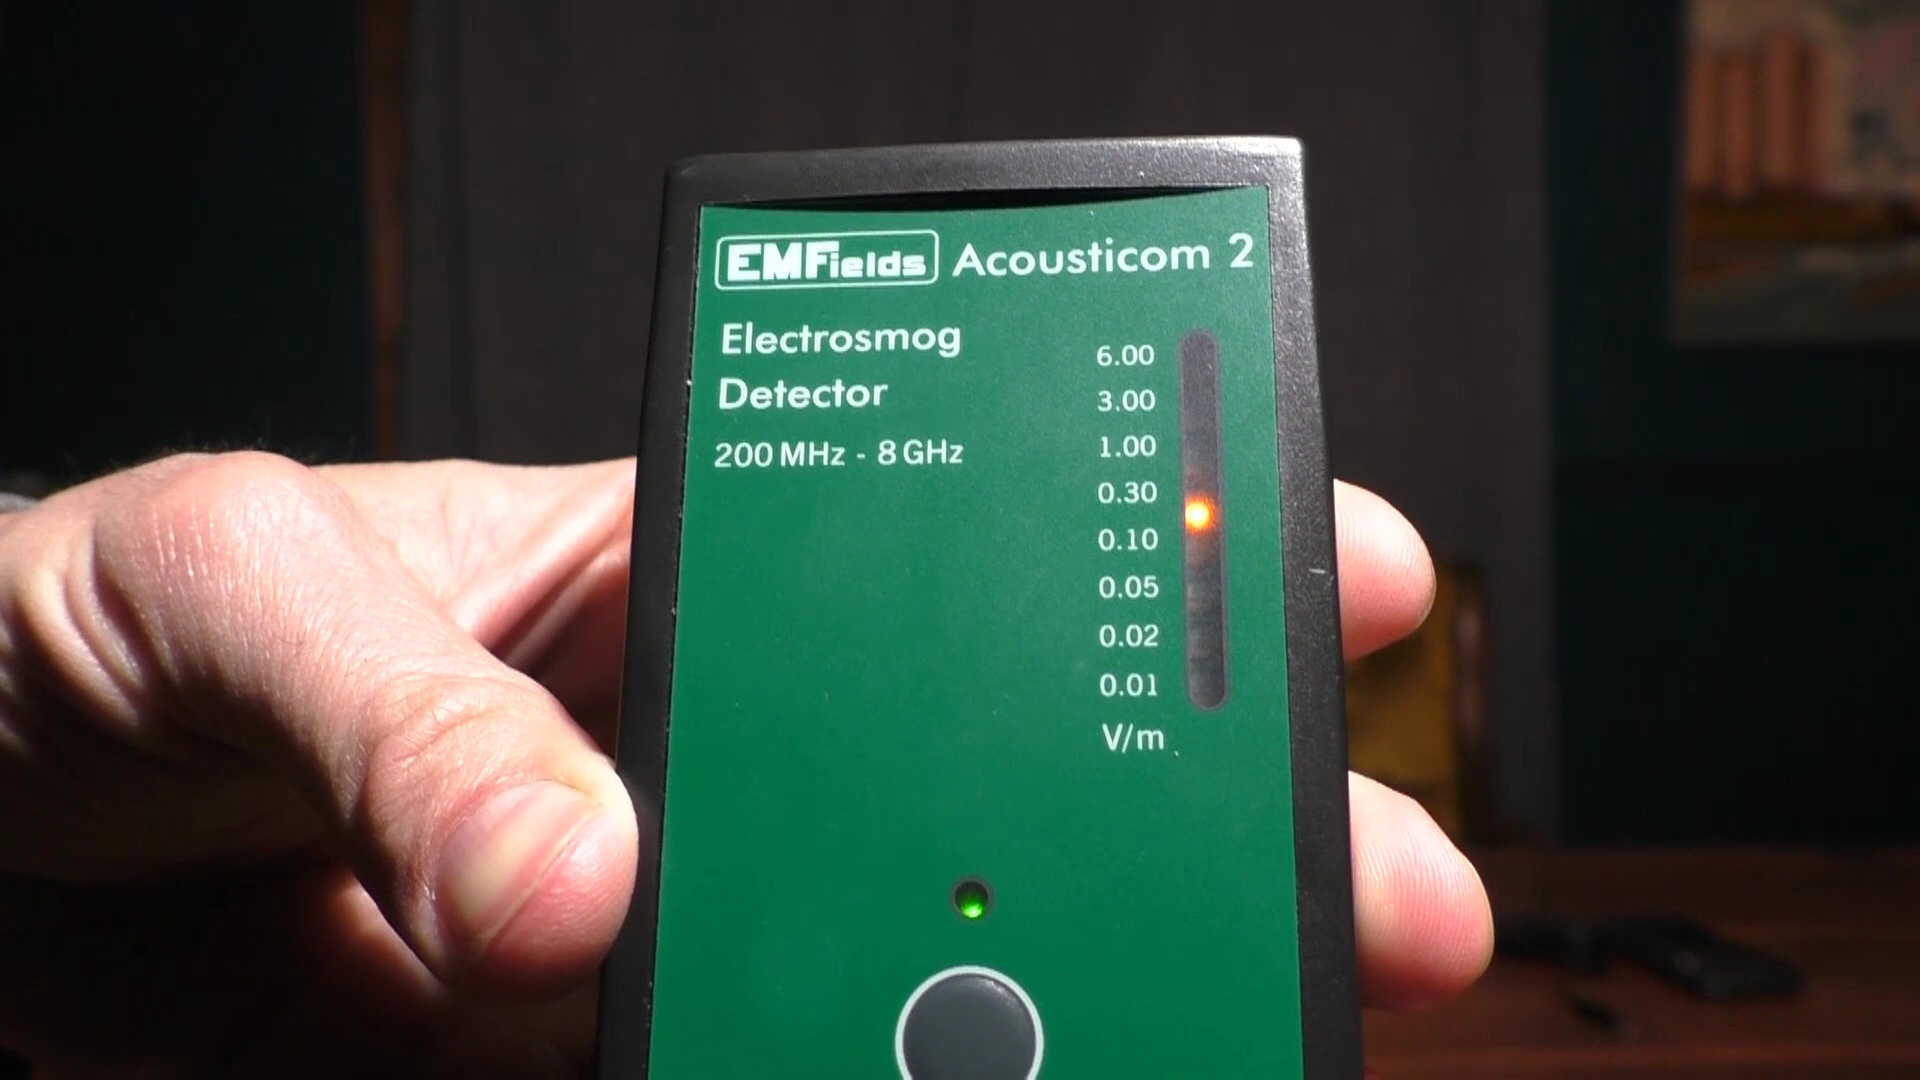 EMFields Acousticom 2
Electrosmog
Detector
200 MHz - 8 GHz
6.00
3.00
1.00
0.30
0.10
0.05
0.02
0.01
V/m